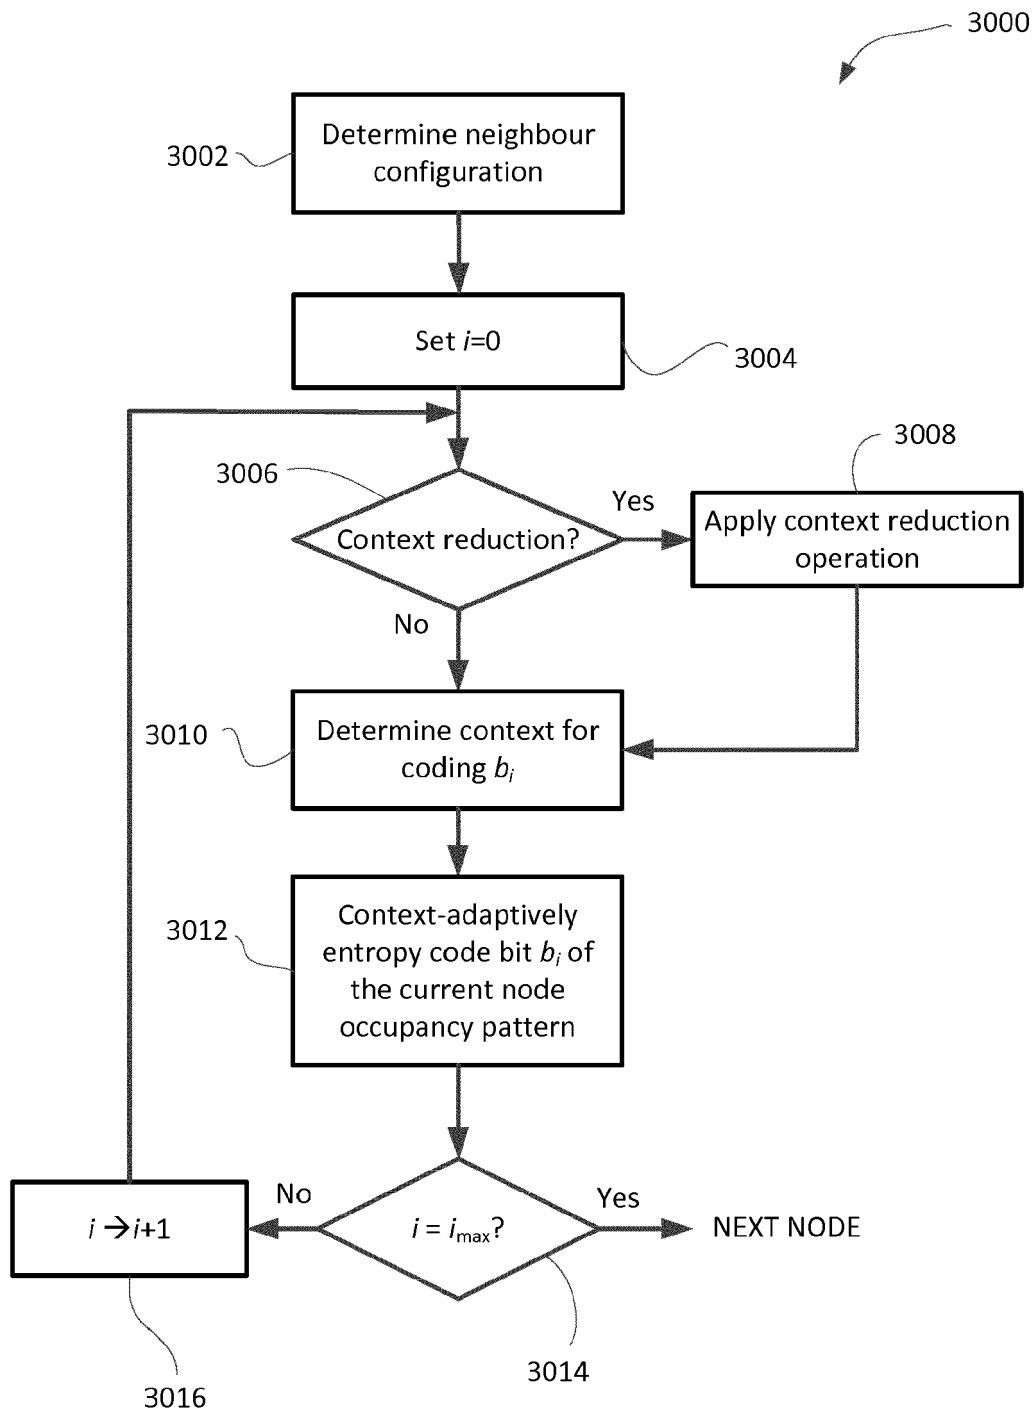 3000
Determine neighbour
configuration
3002
Set i=0
3004
3006
Context reduction?
Yes
No
3008
Apply context reduction
operation
3010
Determine context for
coding bᵢ
3012
Context-adaptively
entropy code bit bᵢ of
the current node
occupancy pattern
i = imax?
No
Yes
NEXT NODE
i →i+1
3014
3016